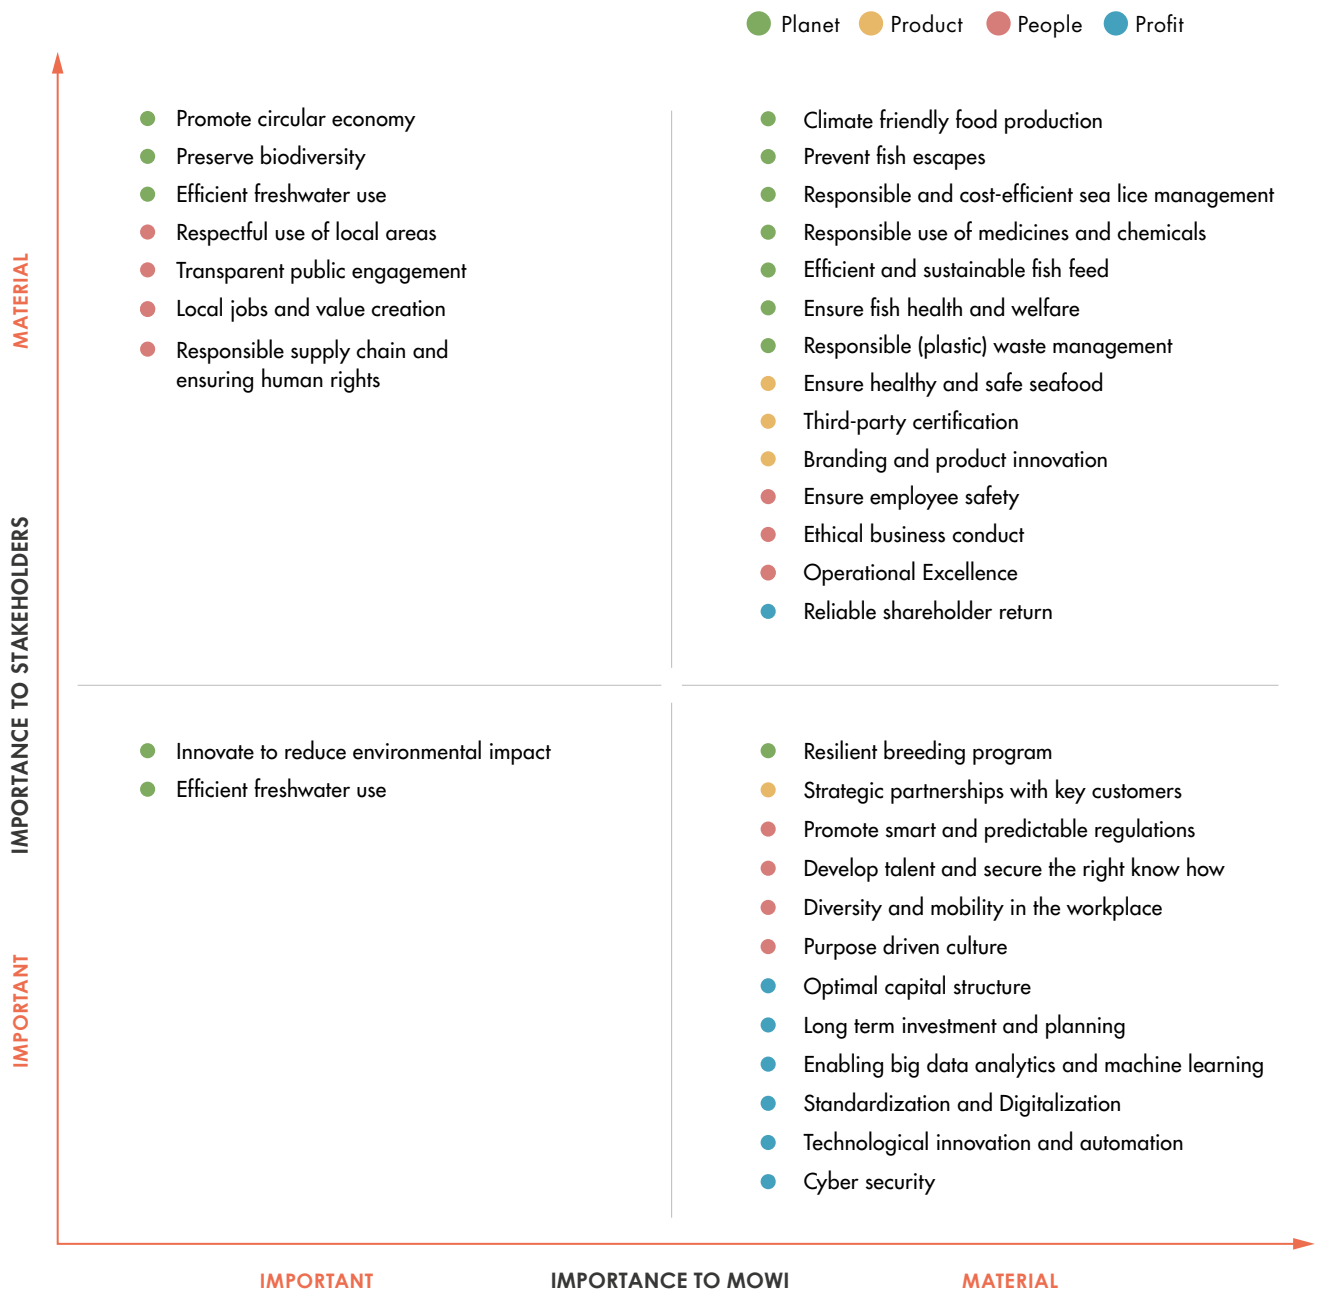 Planet Product People Profit
Promote circular economy
Preserve biodiversity
Efficient freshwater use
Respectful use of local areas
Transparent public engagement
Local jobs and value creation
Responsible supply chain and
ensuring human rights
Climate friendly food production
Prevent fish escapes
Responsible and cost-efficient sea lice management
Responsible use of medicines and chemicals
Efficient and sustainable fish feed
Ensure fish health and welfare
Responsible (plastic) waste management
Ensure healthy and safe seafood
Third-party certification
Branding and product innovation
Ensure employee safety
Ethical business conduct
Operational Excellence
Reliable shareholder return
Innovate to reduce environmental impact
Efficient freshwater use
Resilient breeding program
Strategic partnerships with key customers
Promote smart and predictable regulations
Develop talent and secure the right know how
Diversity and mobility in the workplace
Purpose driven culture
Optimal capital structure
Long term investment and planning
Enabling big data analytics and machine learning
Standardization and Digitalization
Technological innovation and automation
Cyber security
MATERIAL
IMPORTANCE TO STAKEHOLDERS
IMPORTANT
IMPORTANT
IMPORTANCE TO MOWI
MATERIAL